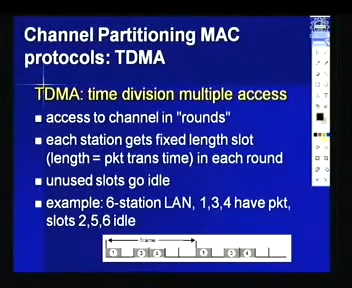 Channel Partitioning MAC
protocols: TDMA
TDMA: time division multiple access
access to channel in "rounds"
each station gets fixed length slot
(length = pkt trans time) in each round
unused slots go idle
example: 6-station LAN, 1,3,4 have pkt,
slots 2,5,6 idle
frame
1 3 4 1 3 4